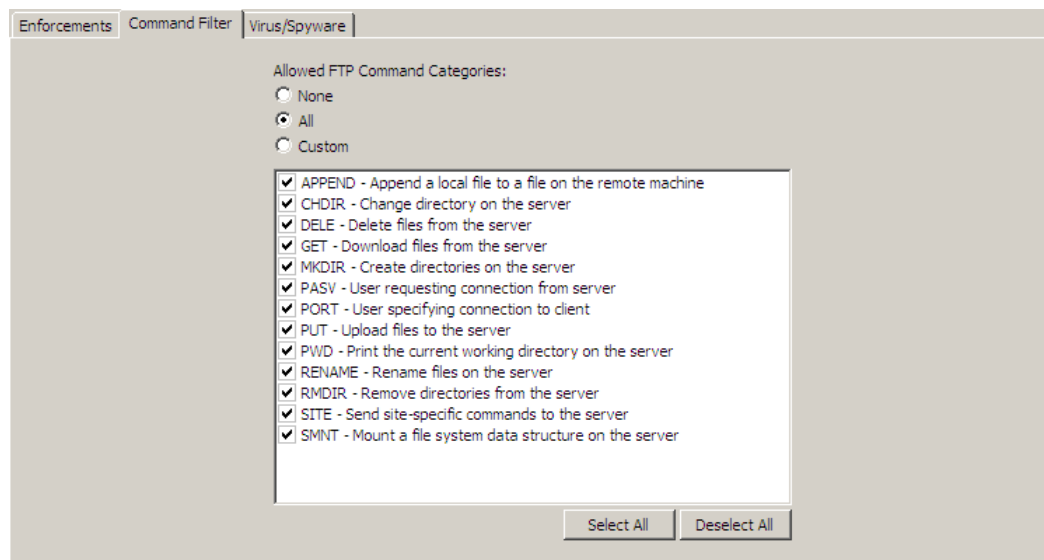 Enforcements Command Filter Virus/Spyware
Allowed FTP Command Categories:
None
All
Custom
APPEND - Append a local file to a file on the remote machine
CHDIR - Change directory on the server
DELE - Delete files from the server
GET - Download files from the server
MKDIR - Create directories on the server
PASV - User requesting connection from server
PORT - User specifying connection to client
PUT - Upload files to the server
PWD - Print the current working directory on the server
RENAME - Rename files on the server
RMDIR - Remove directories from the server
SITE - Send site-specific commands to the server
SMNT - Mount a file system data structure on the server
Select All Deselect All